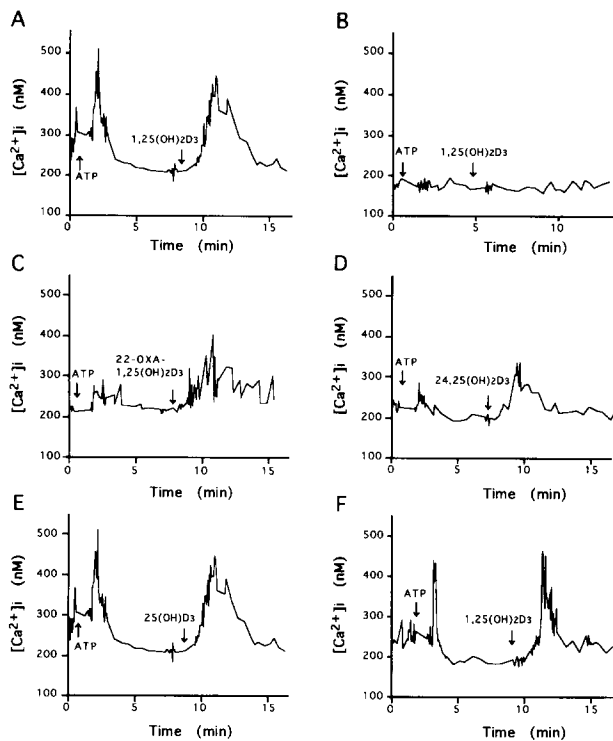 A
[Ca2+]i (nM)
500
400
300
200
100
ATP
1,25(OH)2D3
0 5 10 15
Time (min)
B
[Ca2+]i (nM)
500
400
300
200
100
ATP
1,25(OH)2D3
0 5 10
Time (min)
C
[Ca2+]i (nM)
500
400
300
200
100
ATP
22-OXA-
1,25(OH)2D3
0 5 10 15
Time (min)
D
[Ca2+]i (nM)
500
400
300
200
100
ATP
24,25(OH)2D3
0 5 10 15
Time (min)
E
[Ca2+]i (nM)
500
400
300
200
100
ATP
25(OH)D3
0 5 10 15
Time (min)
F
[Ca2+]i (nM)
500
400
300
200
100
ATP
1,25(OH)2D3
0 5 10 15
Time (min)